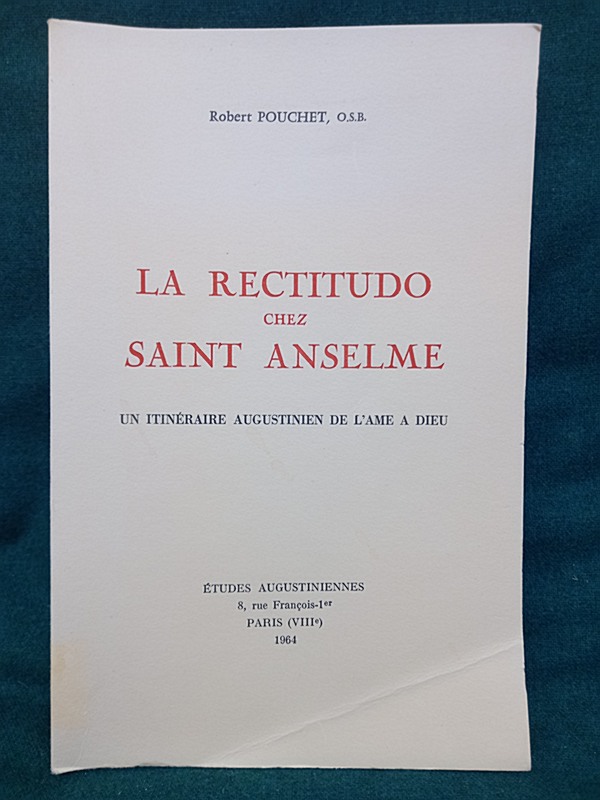 Robert POUCHET, O.S.B.
LA RECTITUDO
CHEZ
SAINT ANSELME
UN ITINÉRAIRE AUGUSTINIEN DE L'AME A DIEU
ÉTUDES AUGUSTINIENNES
8, rue François-1er
PARIS (VIIIe)
1964